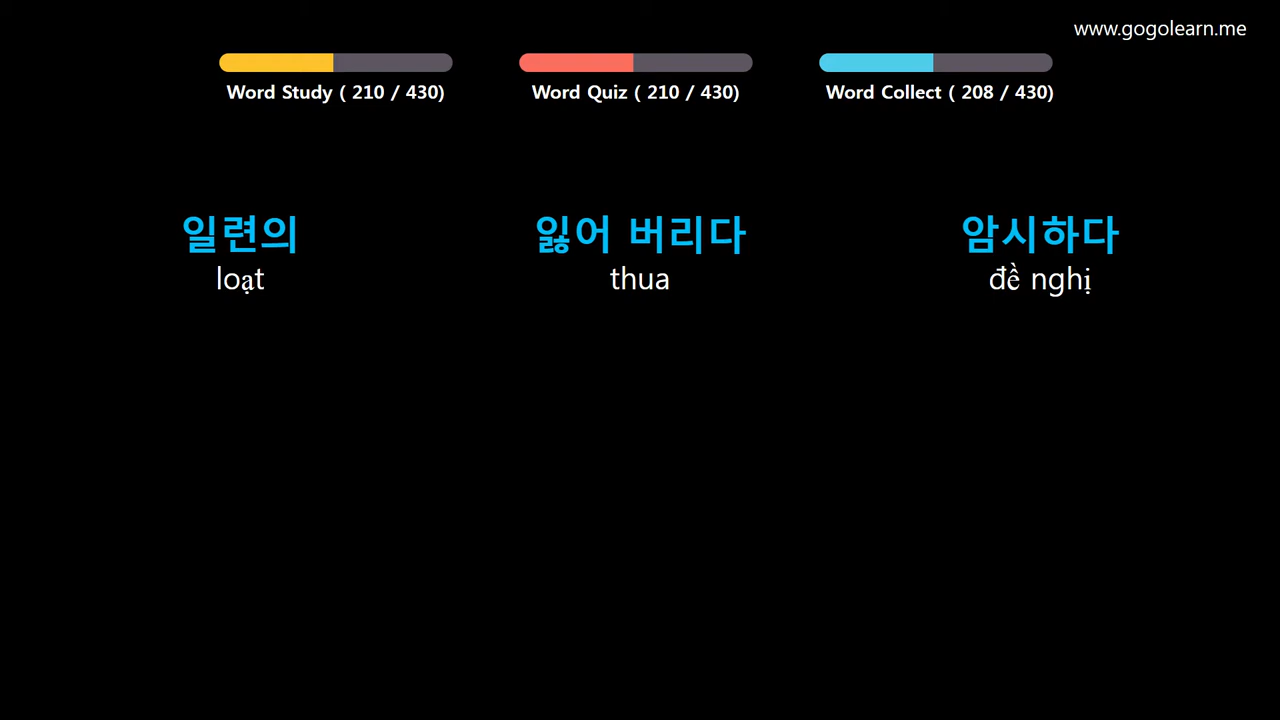 www.gogolearn.me
Word Study ( 210 / 430)
Word Quiz ( 210 / 430)
Word Collect ( 208 / 430)
일련의
loạt
잃어 버리다
thua
암시하다
đề nghị